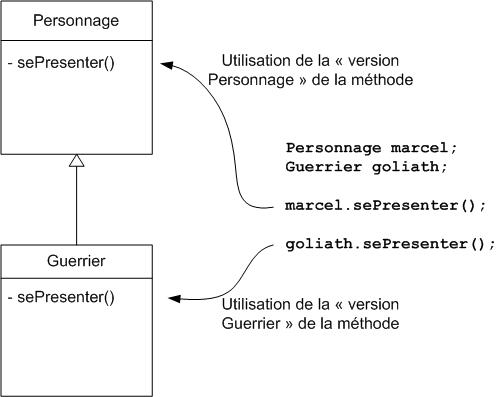 Personnage
- sePresenter()
Utilisation de la « version
Personnage » de la méthode
Personnage marcel;
Guerrier goliath;
marcel.sePresenter();
goliath.sePresenter();
Guerrier
- sePresenter()
Utilisation de la « version
Guerrier » de la méthode